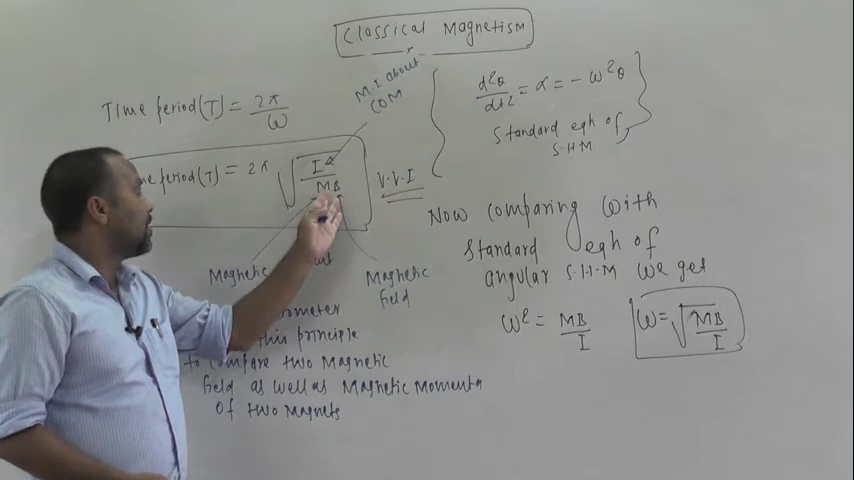 Classical Magnetism
Time period(T) = 2π/ω
M.I about
COM
d²θ/dt² = α = -ω²θ
Standard eqn of
S.H.M
me period(T) = 2π √(I/MB)
V.V.I
Magnetic
Magnetic
field
Now comparing with
Standard eqn of
angular S.H.M we get
ω² = MB/I
ω = √(MB/I)
ometer
this principle
to compare two Magnetic
field as well as Magnetic Momenta
of two Magnets